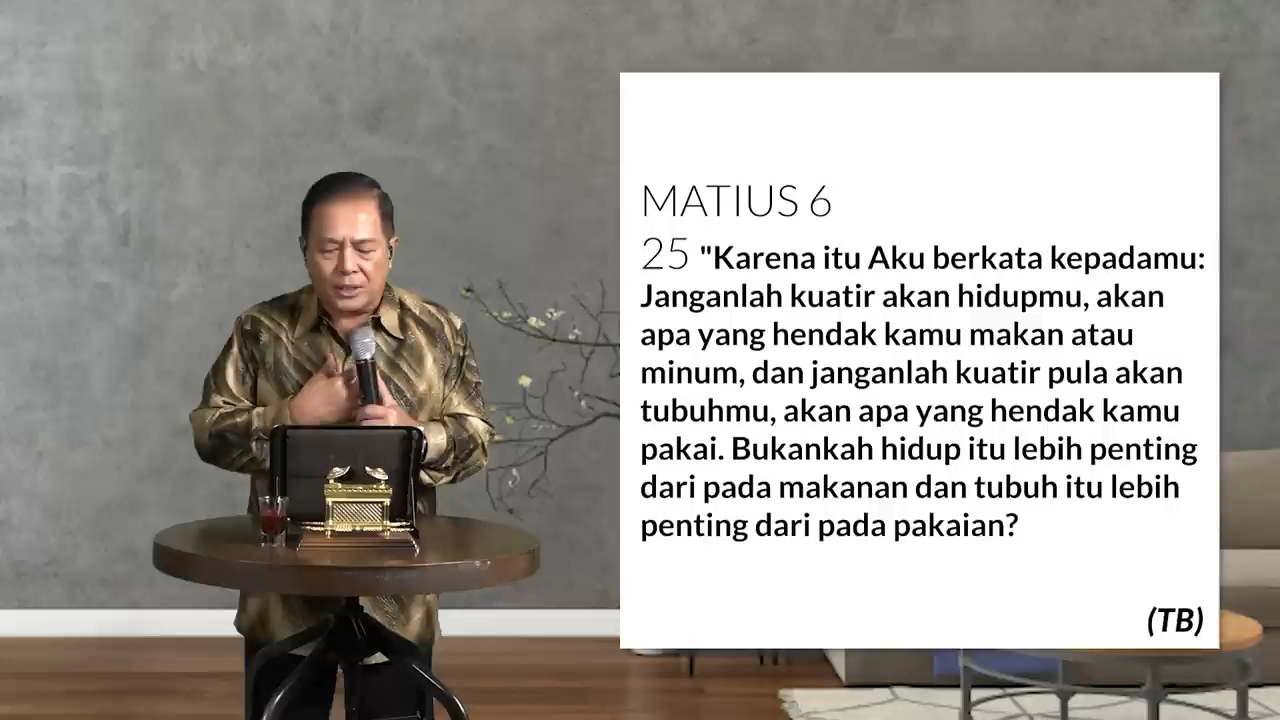 MATIUS 6
25 "Karena itu Aku berkata kepadamu:
Janganlah kuatir akan hidupmu, akan
apa yang hendak kamu makan atau
minum, dan janganlah kuatir pula akan
tubuhmu, akan apa yang hendak kamu
pakai. Bukankah hidup itu lebih penting
dari pada makanan dan tubuh itu lebih
penting dari pada pakaian?
(TB)